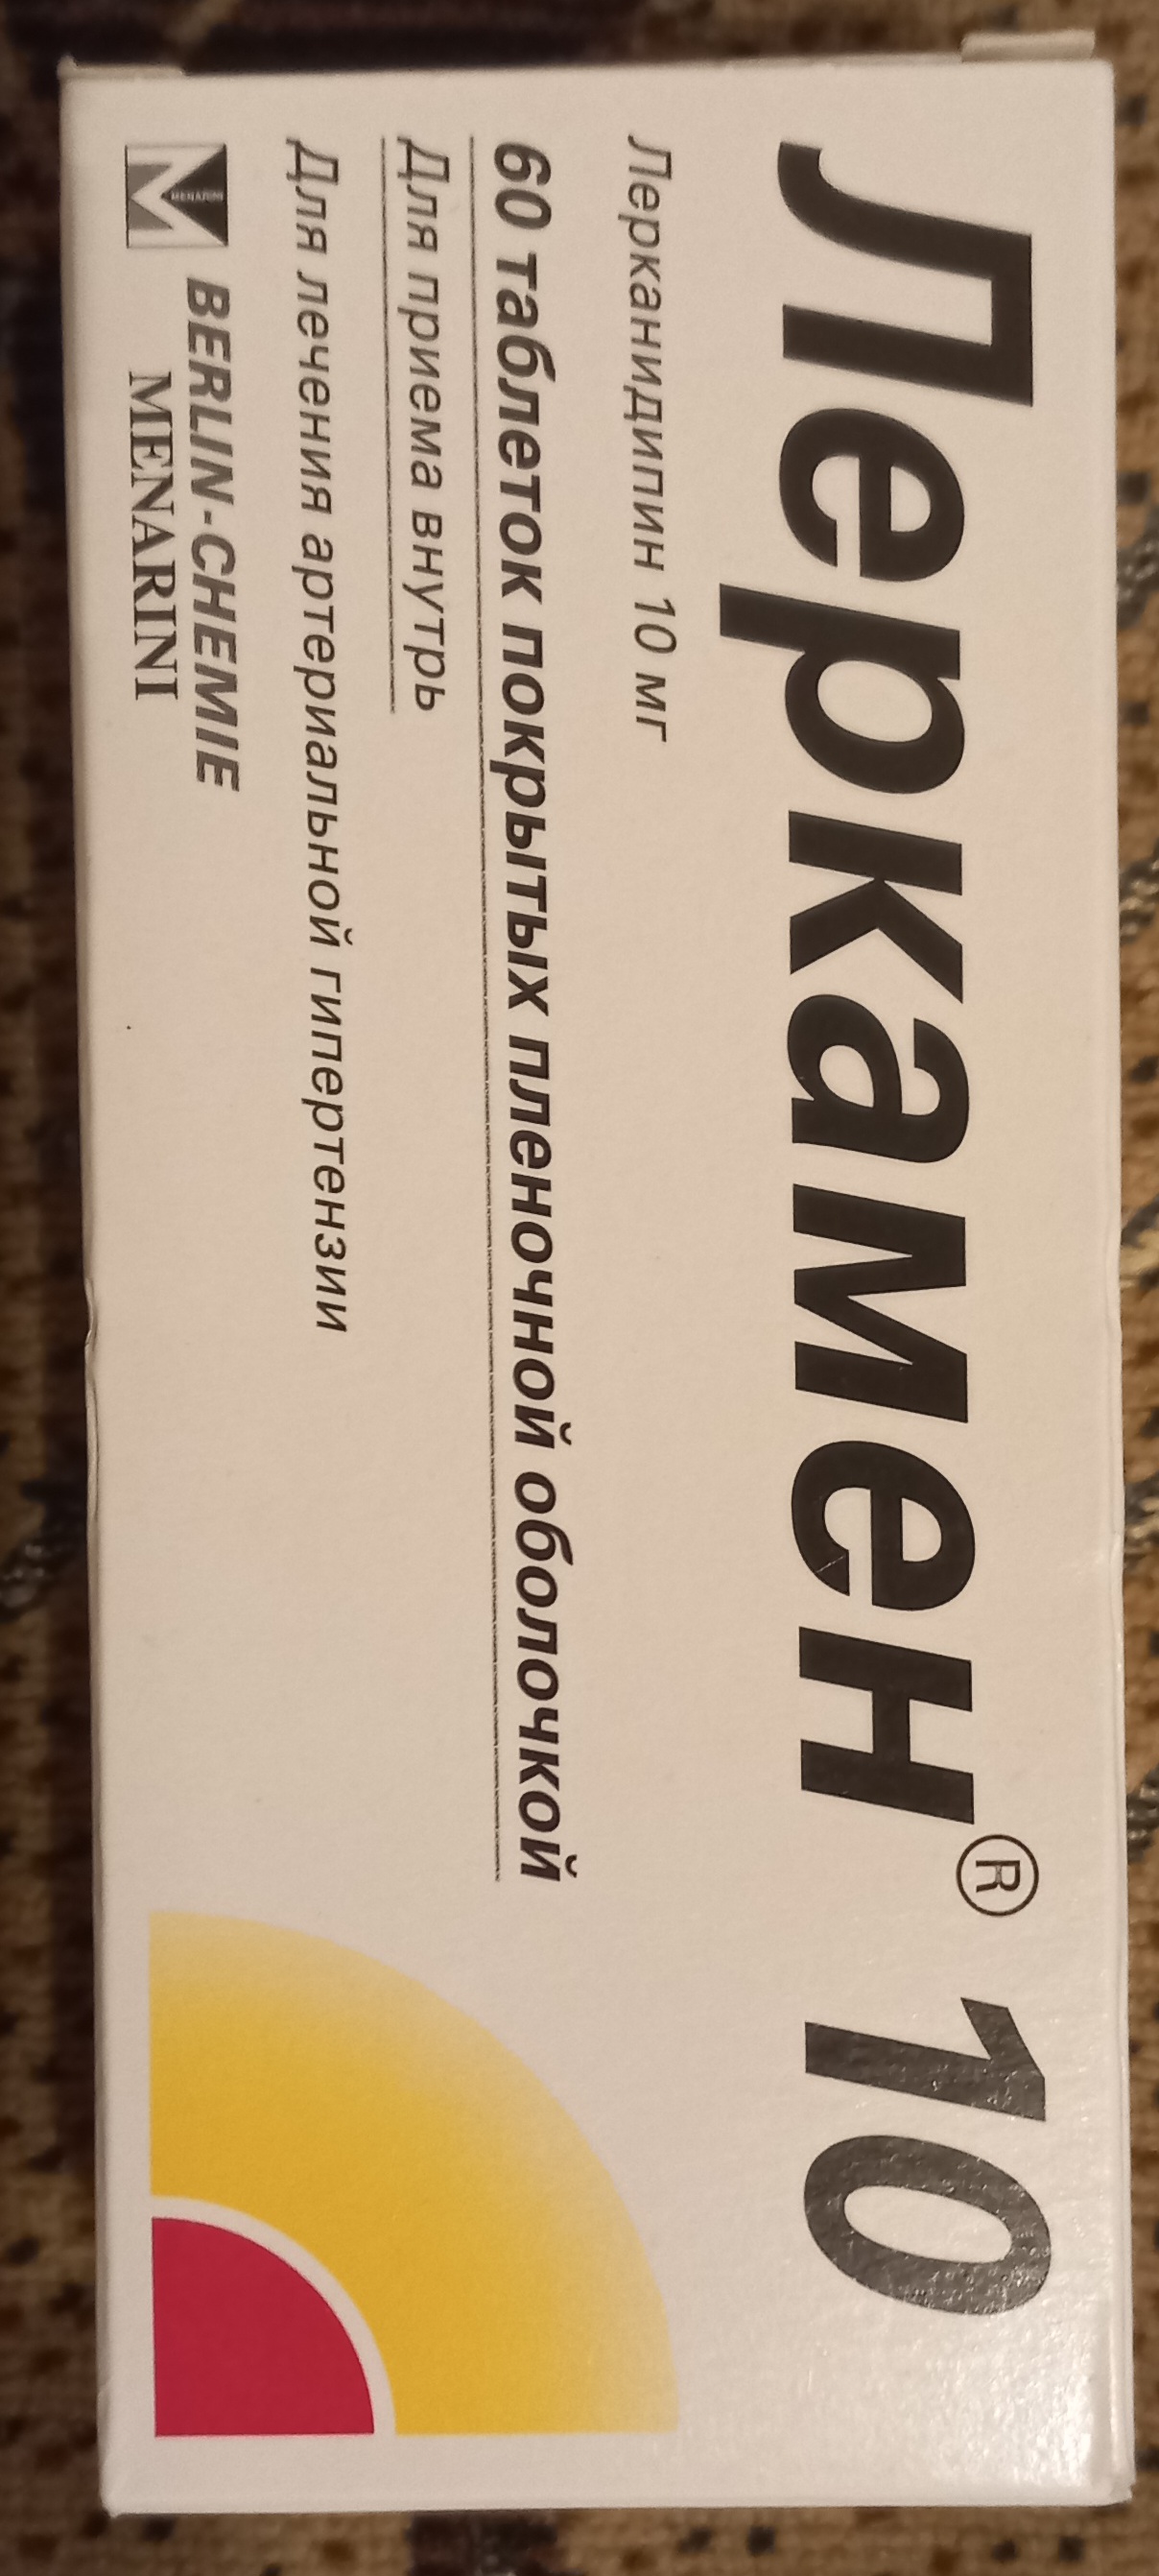 Леркамен® 10
Лерканидипин 10 мг
60 таблеток покрытых пленочной оболочкой
Для приема внутрь
Для лечения артериальной гипертензии
MENARINI
BERLIN-CHEMIE
MENARINI